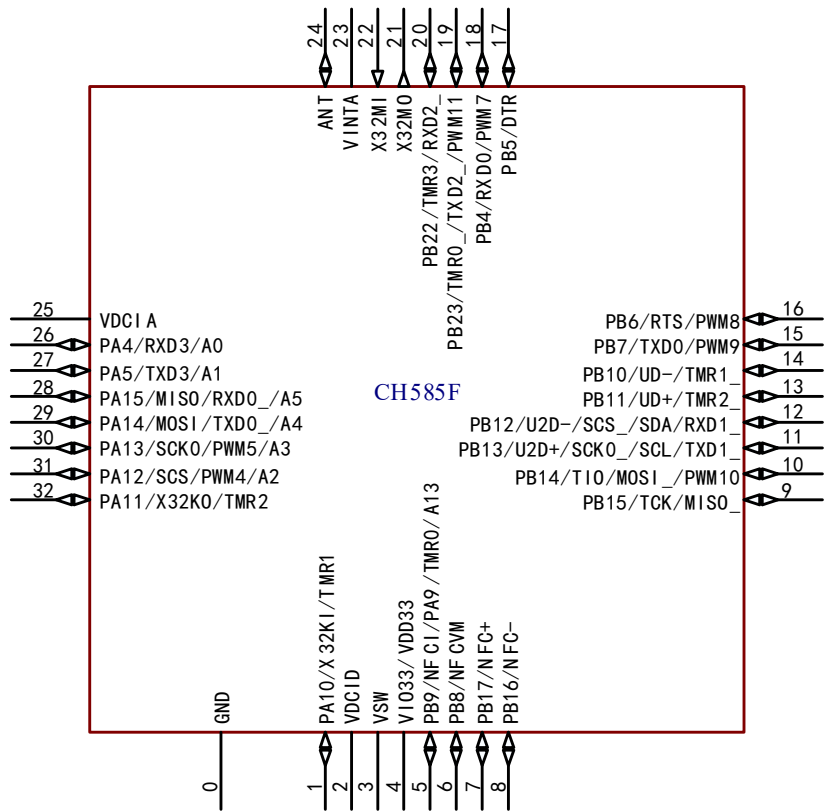 24
23
22
21
20
19
18
17
ANT
VINTA
X32MI
X32MO
PB22/TMR3/RXD2_
PB23/TMR0_/TXD2_/PWM11
PB4/RXD0/PWM7
PB5/DTR
25 VDCIA
26 PA4/RXD3/A0
27 PA5/TXD3/A1
28 PA15/MISO/RXD0_/A5
29 PA14/MOSI/TXD0_/A4
30 PA13/SCK0/PWM5/A3
31 PA12/SCS/PWM4/A2
32 PA11/X32KO/TMR2
CH585F
PB6/RTS/PWM8 16
PB7/TXD0/PWM9 15
PB10/UD-/TMR1_ 14
PB11/UD+/TMR2_ 13
PB12/U2D-/SCS_/SDA/RXD1_ 12
PB13/U2D+/SCK0_/SCL/TXD1_ 11
PB14/TIO/MOSI_/PWM10 10
PB15/TCK/MISO_ 9
GND
PA10/X32KI/TMR1
VDCID
VSW
VIO33/VDD33
PB9/NFCI/PA9/TMR0/A13
PB8/NFCVM
PB17/NFC+
PB16/NFC-
0
1
2
3
4
5
6
7
8